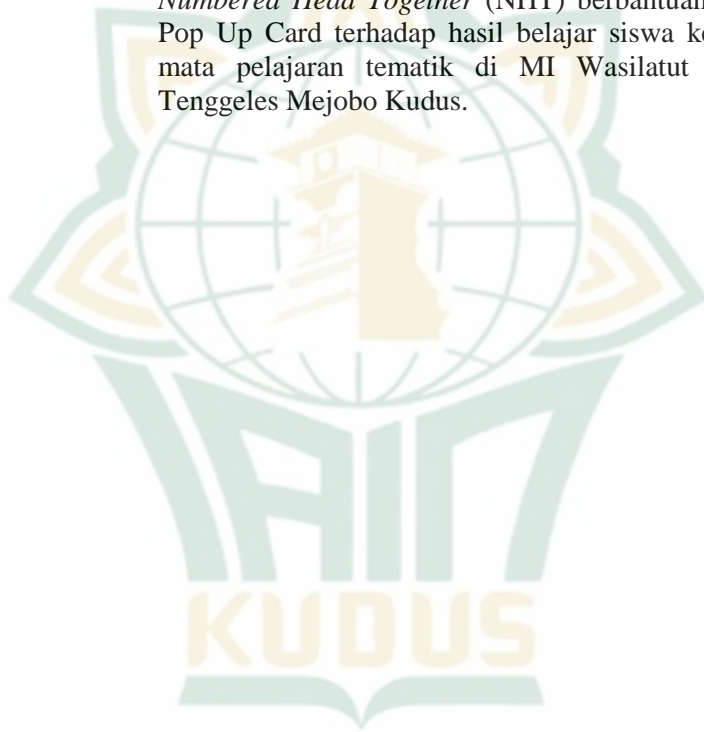 Numbered Head Together (NHT) berbantuan
Pop Up Card terhadap hasil belajar siswa
mata pelajaran tematik di MI Wasilatut
Tenggeles Mejobo Kudus.
IAIN
KUDUS